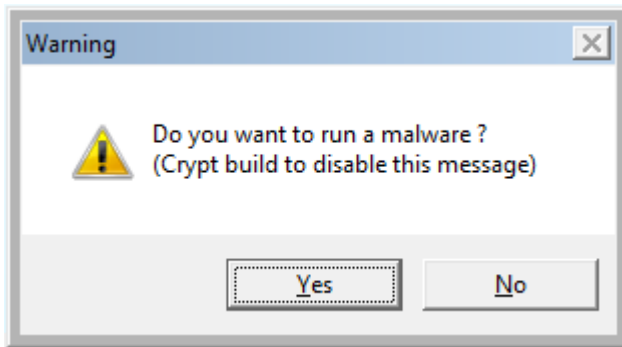 Warning
Do you want to run a malware ?
(Crypt build to disable this message)
Yes
No